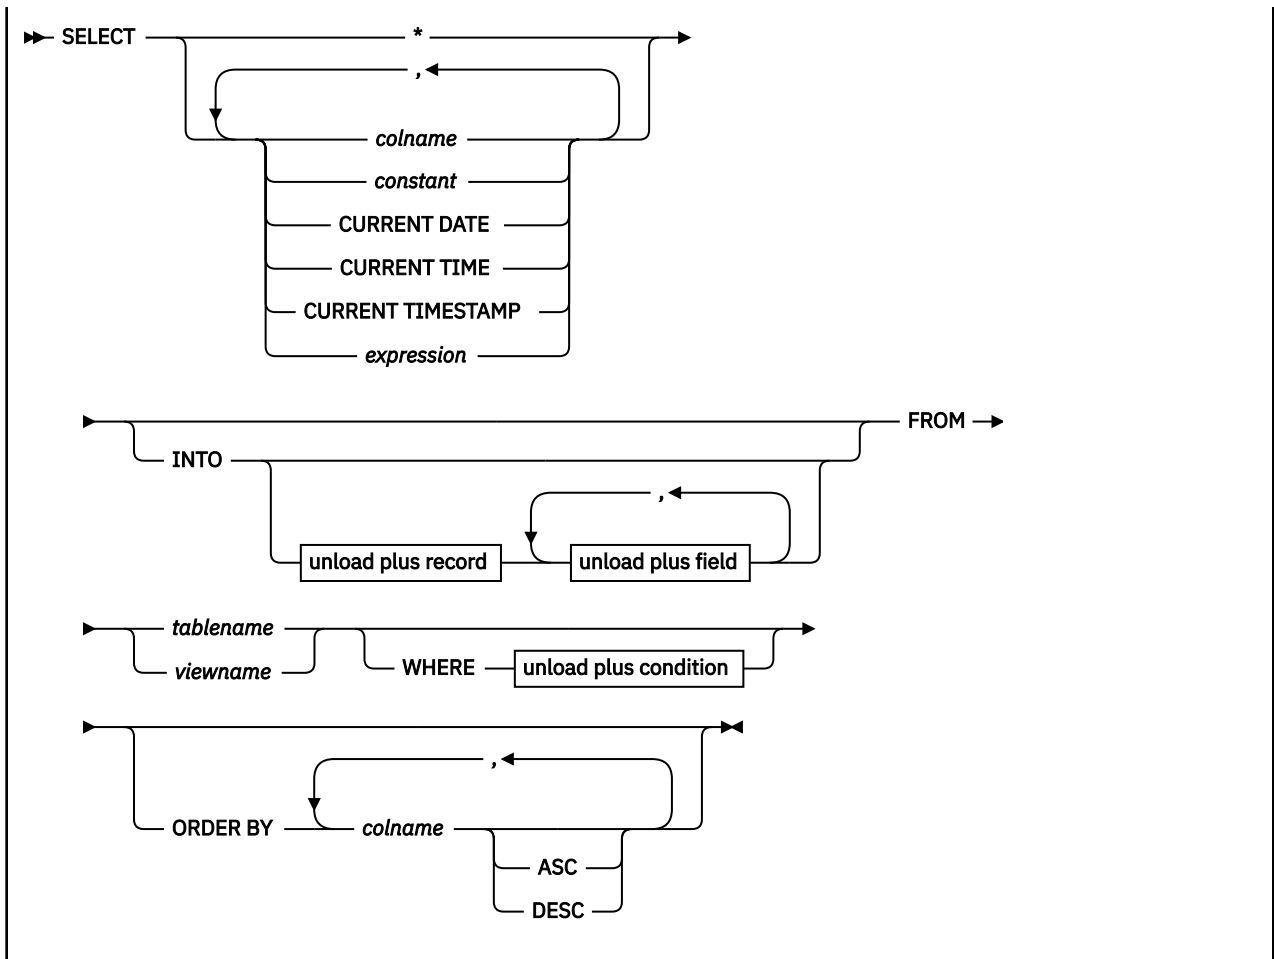 SELECT *
,
colname
constant
CURRENT DATE
CURRENT TIME
CURRENT TIMESTAMP
expression
FROM
INTO
,
unload plus record unload plus field
tablename
viewname WHERE unload plus condition
,
ORDER BY colname
ASC
DESC